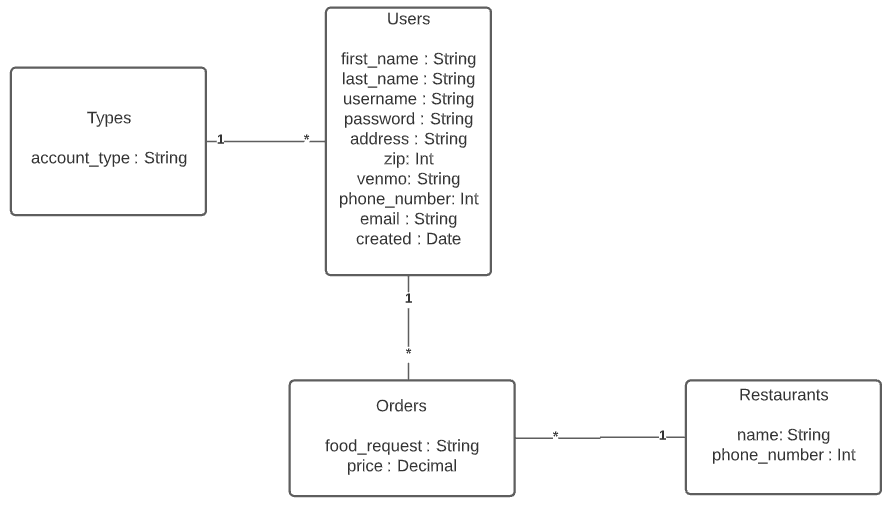 Users
first_name : String
last_name : String
username : String
password : String
address : String
zip: Int
venmo: String
phone_number: Int
email : String
created : Date
Types
account_type : String
1
*
1
*
Orders
food_request : String
price : Decimal
*
1
Restaurants
name: String
phone_number : Int